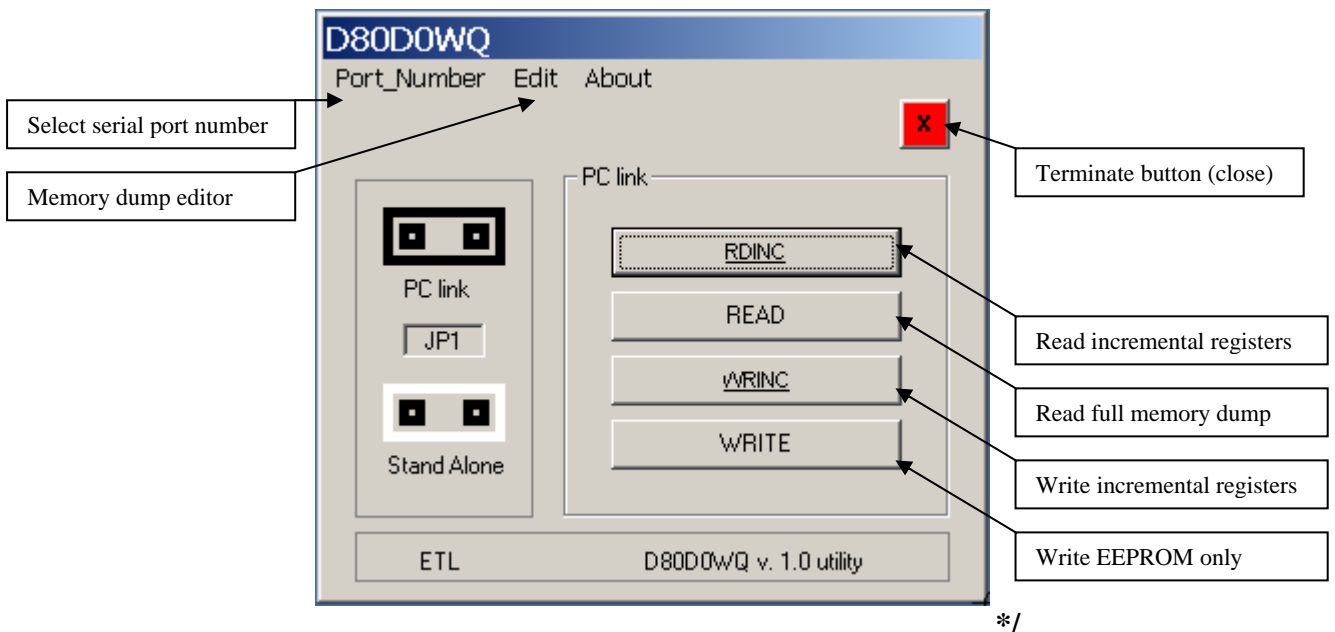 D80D0WQ
Port_Number Edit About
Select serial port number
X
Memory dump editor
Terminate button (close)
PC link
RDINC
PC link
READ
JP1
Read incremental registers
WRINC
Read full memory dump
WRITE
Stand Alone
Write incremental registers
ETL D80D0WQ v. 1.0 utility
Write EEPROM only
*/